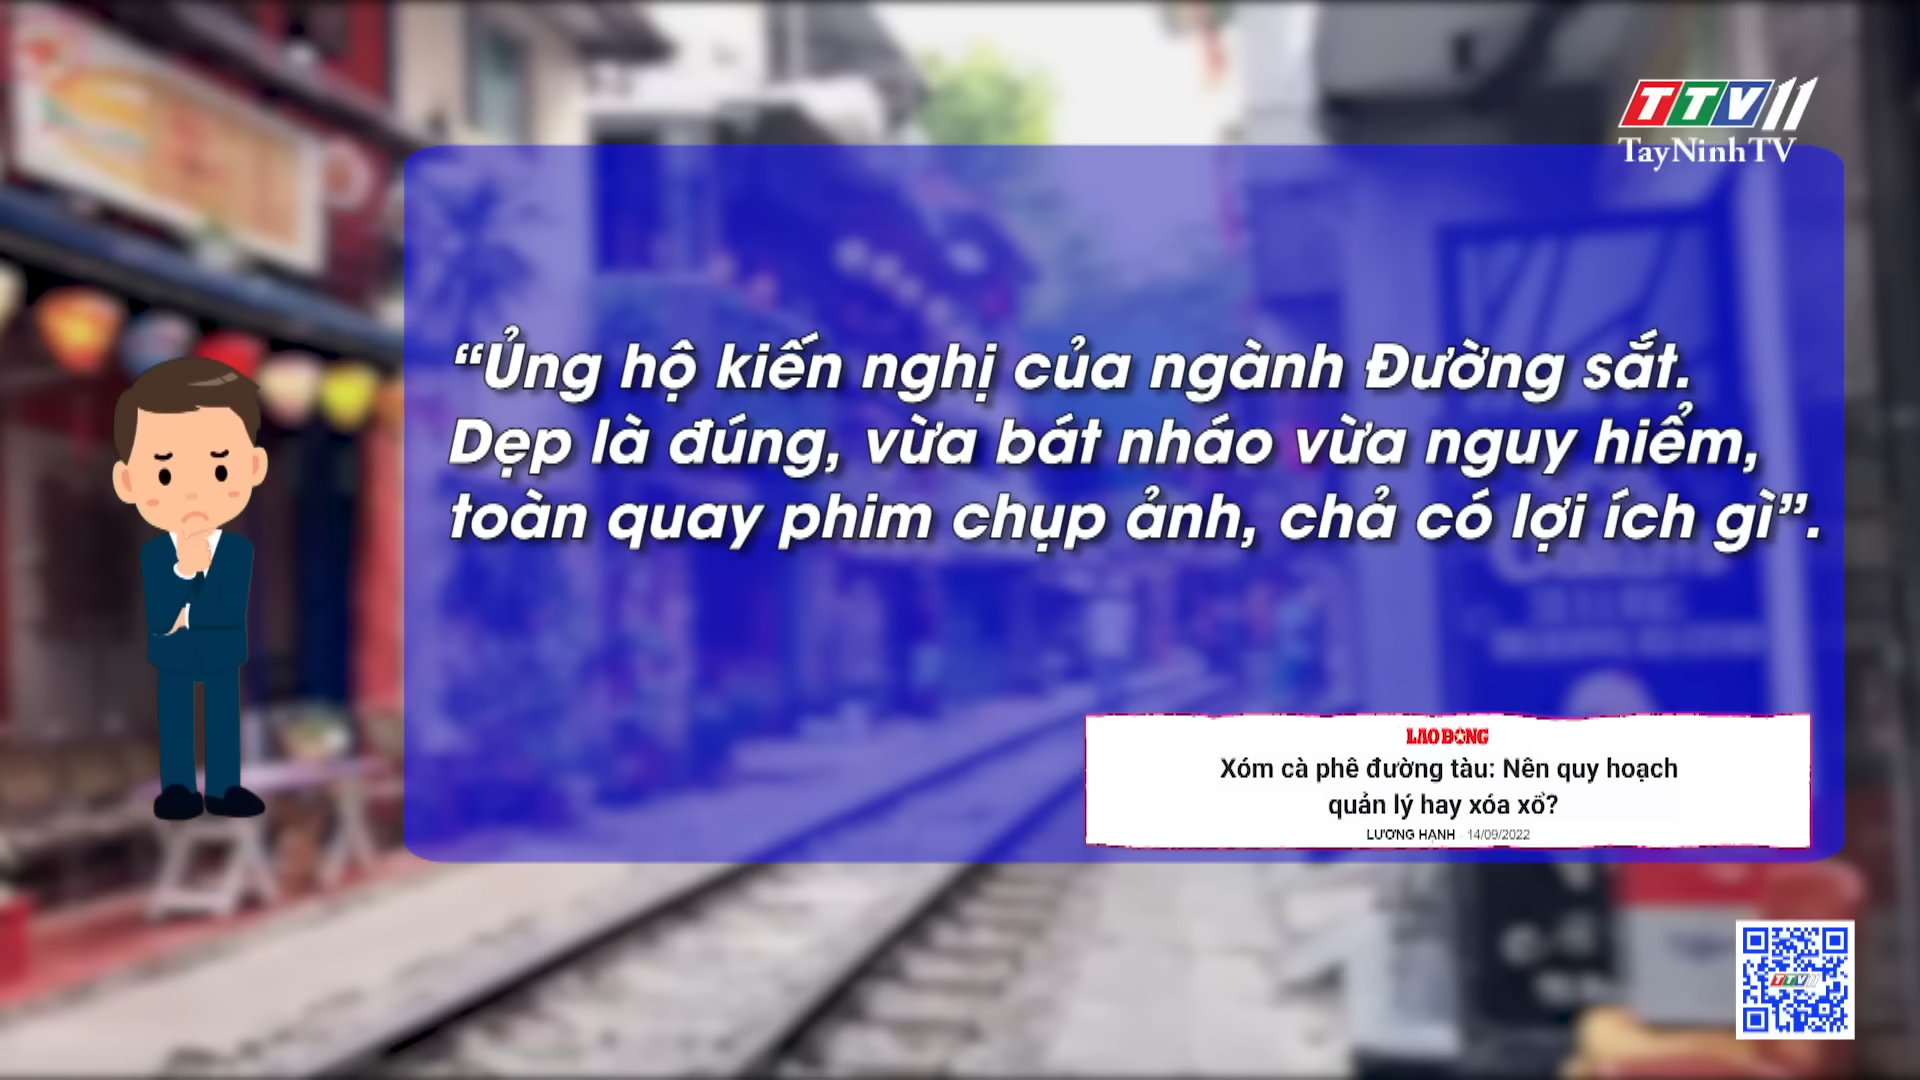 TTV11
TayNinhTV
“Ủng hộ kiến nghị của ngành Đường sắt.
Dẹp là đúng, vừa bát nháo vừa nguy hiểm,
toàn quay phim chụp ảnh, chả có lợi ích gì”.
LAO ĐỘNG
Xóm cà phê đường tàu: Nên quy hoạch
quản lý hay xóa xổ?
LƯƠNG HẠNH - 14/09/2022
TTV11